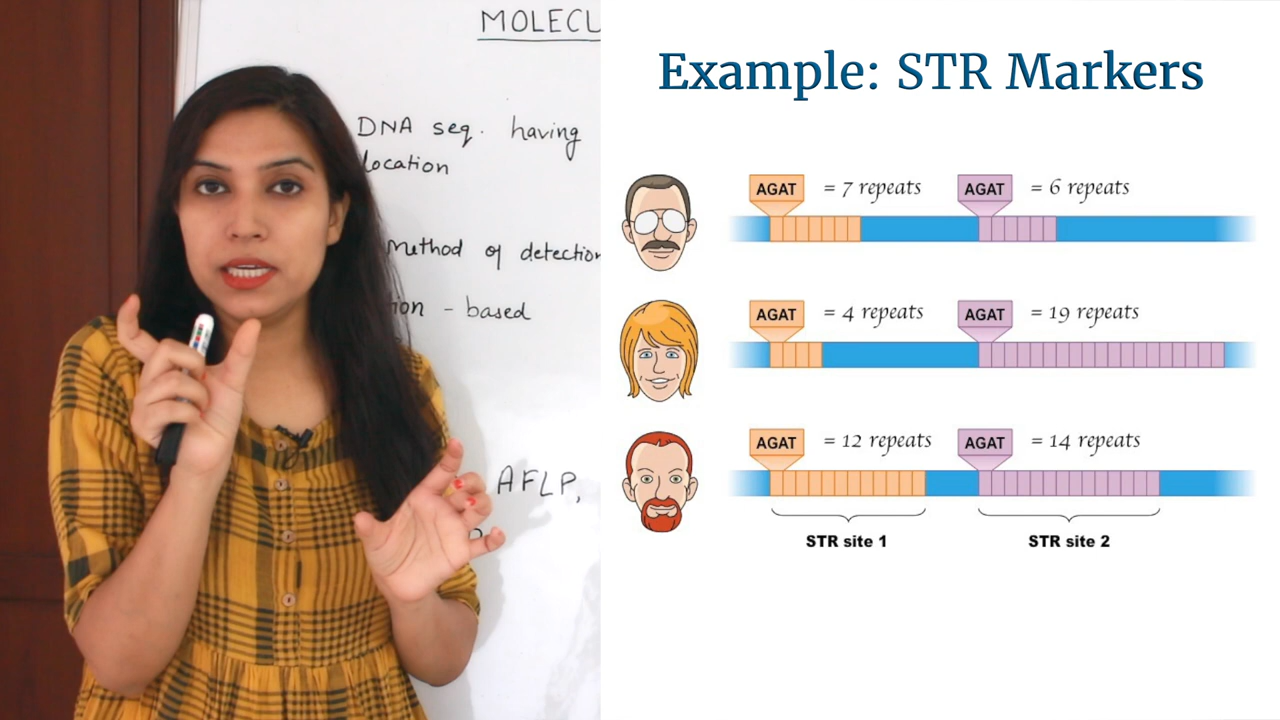 MOLECU
DNA seq. having
location
Method of detection
ion - based
AFLP,
Example: STR Markers
AGAT = 7 repeats AGAT = 6 repeats
AGAT = 4 repeats AGAT = 19 repeats
AGAT = 12 repeats AGAT = 14 repeats
STR site 1 STR site 2